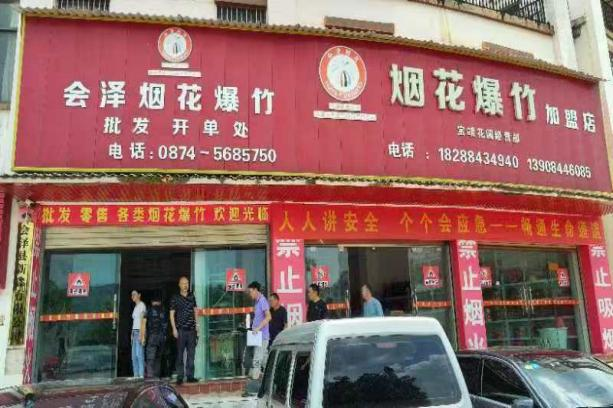 会泽烟花爆竹
批发开单处
电话:0874-5685750
烟花爆竹 加盟店
电话: 18288434940 13908446085
批发 零售 各类烟花爆竹 欢迎光临
人人讲安全 个个会应急——畅通生命通道
禁止烟火
禁止吸烟